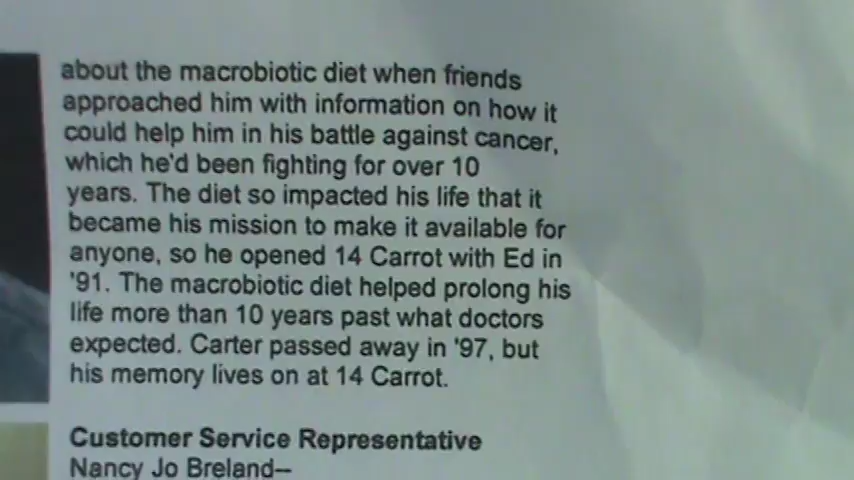 about the macrobiotic diet when friends
approached him with information on how it
could help him in his battle against cancer,
which he'd been fighting for over 10
years. The diet so impacted his life that it
became his mission to make it available for
anyone, so he opened 14 Carrot with Ed in
'91. The macrobiotic diet helped prolong his
life more than 10 years past what doctors
expected. Carter passed away in '97, but
his memory lives on at 14 Carrot.
Customer Service Representative
Nancy Jo Breland--